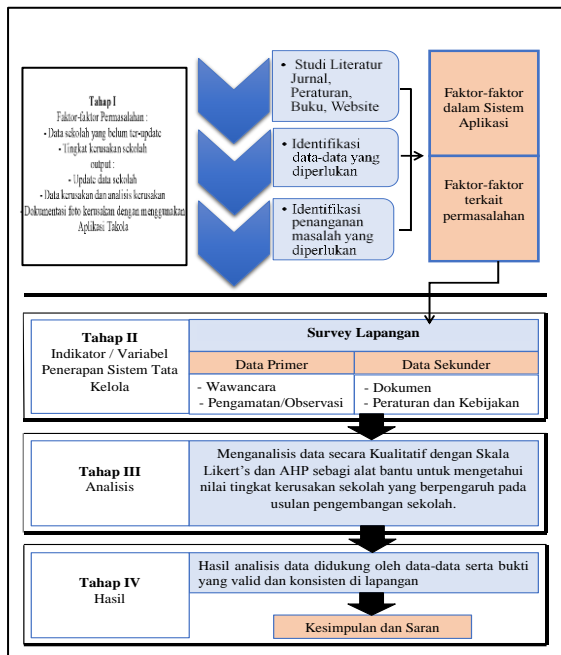 Tahap I
Faktor-faktor Permasalahan :
- Data sekolah yang belum ter-update
- Tingkat kerusakan sekolah
output :
- Update data sekolah
- Data kerusakan dan analisis kerusakan
- Dokumentasi foto kerusakan dengan menggunakan
Aplikasi Takola
• Studi Literatur
Jurnal,
Peraturan,
Buku, Website
• Identifikasi
data-data yang
diperlukan
• Identifikasi
penanganan
masalah yang
diperlukan
Faktor-faktor
dalam Sistem
Aplikasi
Faktor-faktor
terkait
permasalahan
Tahap II
Indikator / Variabel
Penerapan Sistem Tata
Kelola
Survey Lapangan
Data Primer
Data Sekunder
- Wawancara
- Pengamatan/Observasi
- Dokumen
- Peraturan dan Kebijakan
Tahap III
Analisis
Menganalisis data secara Kualitatif dengan Skala
Likert's dan AHP sebagi alat bantu untuk mengetahui
nilai tingkat kerusakan sekolah yang berpengaruh pada
usulan pengembangan sekolah.
Tahap IV
Hasil
Hasil analisis data didukung oleh data-data serta bukti
yang valid dan konsisten di lapangan
Kesimpulan dan Saran